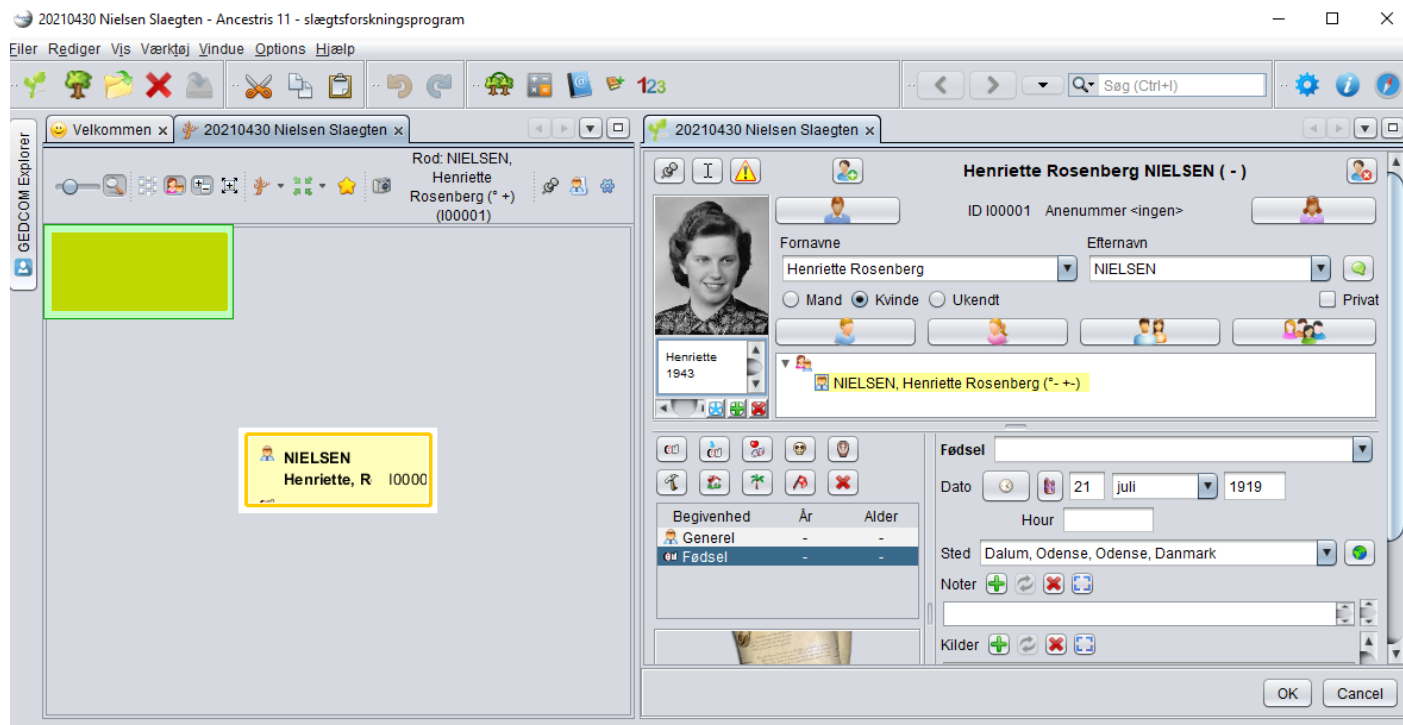 20210430 Nielsen Slaegten - Ancestris 11 - slægtsforskningsprogram
Filer Rediger Vis Værktøj Vindue Options Hjælp
123
Søg (Ctrl+I)
GEDCOM Explorer
Velkommen x
20210430 Nielsen Slaegten x
Rod: NIELSEN,
Henriette
Rosenberg (° +)
(I00001)
NIELSEN
Henriette, R I0000
20210430 Nielsen Slaegten x
Henriette Rosenberg NIELSEN ( - )
ID I00001 Anenummer <ingen>
Fornavne Efternavn
Henriette Rosenberg NIELSEN
Mand Kvinde Ukendt Privat
Henriette
1943
NIELSEN, Henriette Rosenberg (°- +-)
Begivenhed År Alder
Generel - -
Fødsel - -
Fødsel
Dato 21 juli 1919
Hour
Sted Dalum, Odense, Odense, Danmark
Noter
Kilder
OK Cancel